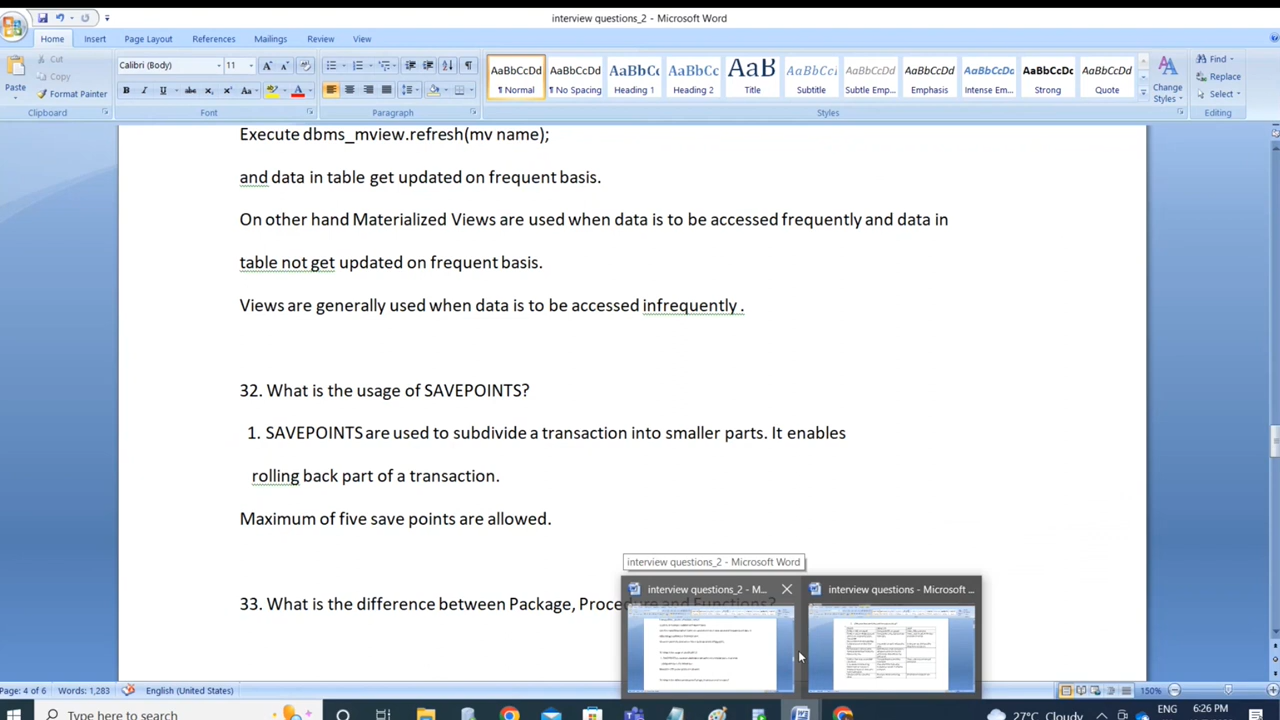 interview questions_2 - Microsoft Word
Home Insert Page Layout References Mailings Review View
Paste
Cut
Copy
Format Painter
Clipboard
Calibri (Body) 11
Font
Paragraph
AaBbCcDd AaBbCcDd AaBbCc AaBbCc AaB AaBbCcI AaBbCcDd AaBbCcDd AaBbCcDd AaBbCcDc AaBbCcDd
¶ Normal ¶ No Spacing Heading 1 Heading 2 Title Subtitle Subtle Emp... Emphasis Intense Em... Strong Quote
Styles
Change Styles
Find
Replace
Select
Editing
Execute dbms_mview.refresh(mv name);
and data in table get updated on frequent basis.
On other hand Materialized Views are used when data is to be accessed frequently and data in
table not get updated on frequent basis.
Views are generally used when data is to be accessed infrequently .
32. What is the usage of SAVEPOINTS?
1. SAVEPOINTS are used to subdivide a transaction into smaller parts. It enables
rolling back part of a transaction.
Maximum of five save points are allowed.
interview questions_2 - Microsoft Word
interview questions_2 - M... interview questions - Microsoft ...
33. What is the difference between Package, Procedure and Functions?
Page: 4 of 6 Words: 1,283 English (United States) 150%
Type here to search
27°C Cloudy ENG 6:26 PM